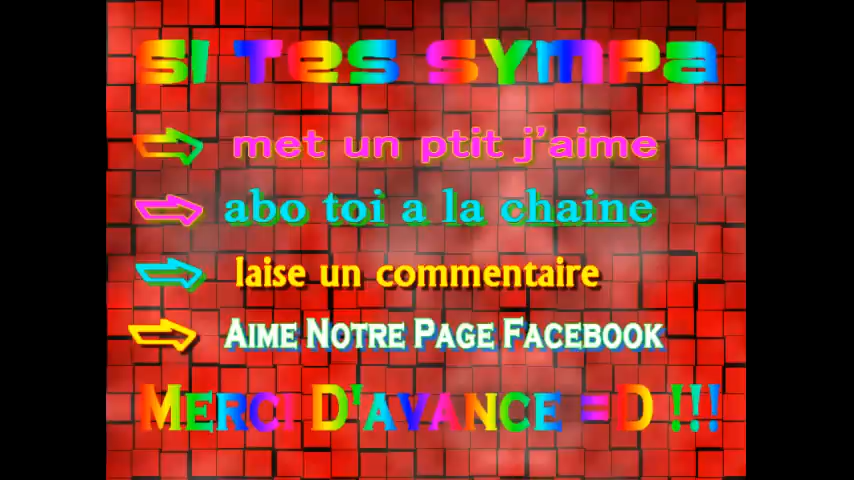 Si Tes Sympa
met un ptit j'aime
abo toi a la chaine
laise un commentaire
Aime Notre Page Facebook
Merci D'avance =D !!!